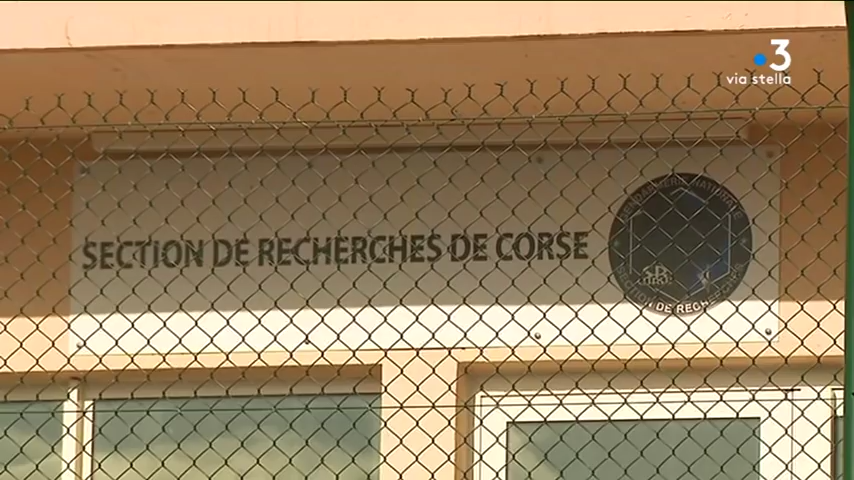 3
via stella
SECTION DE RECHERCHES DE CORSE
GENDARMERIE NATIONALE
SECTION DE RECHERCHES